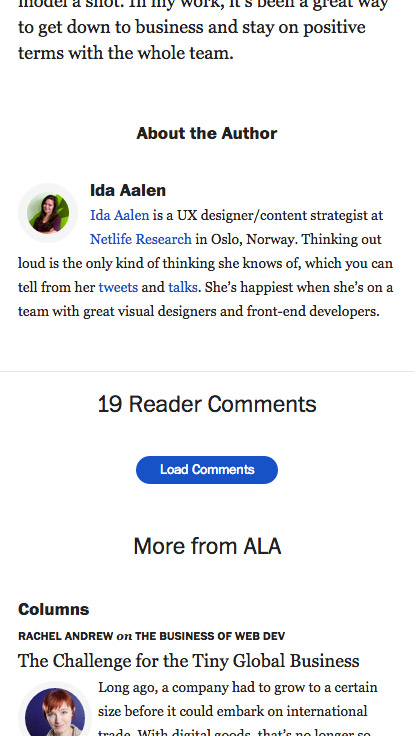 model a shot. In my work, it's been a great way
to get down to business and stay on positive
terms with the whole team.
About the Author
Ida Aalen
Ida Aalen is a UX designer/content strategist at
Netlife Research in Oslo, Norway. Thinking out
loud is the only kind of thinking she knows of, which you can
tell from her tweets and talks. She's happiest when she's on a
team with great visual designers and front-end developers.
19 Reader Comments
Load Comments
More from ALA
Columns
RACHEL ANDREW on THE BUSINESS OF WEB DEV
The Challenge for the Tiny Global Business
Long ago, a company had to grow to a certain
size before it could embark on international
trade. With digital goods, that's no longer so